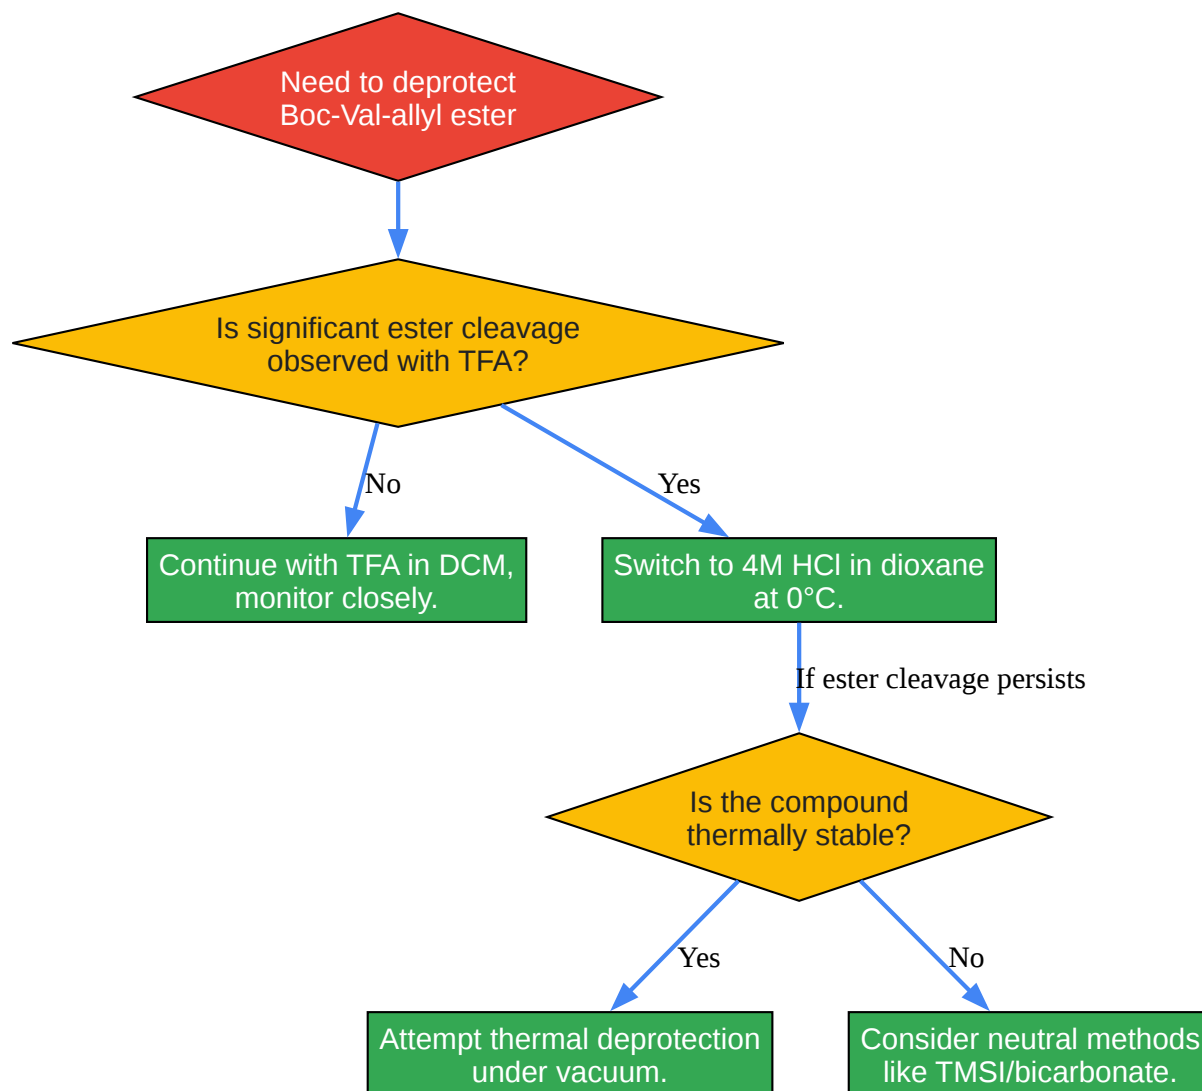 Need to deprotect
Boc-Val-allyl ester
Is significant ester cleavage
observed with TFA?
No
Yes
Continue with TFA in DCM,
monitor closely.
Switch to 4M HCl in dioxane
at 0°C.
If ester cleavage persists
Is the compound
thermally stable?
Yes
No
Attempt thermal deprotection
under vacuum.
Consider neutral methods
like TMSI/bicarbonate.